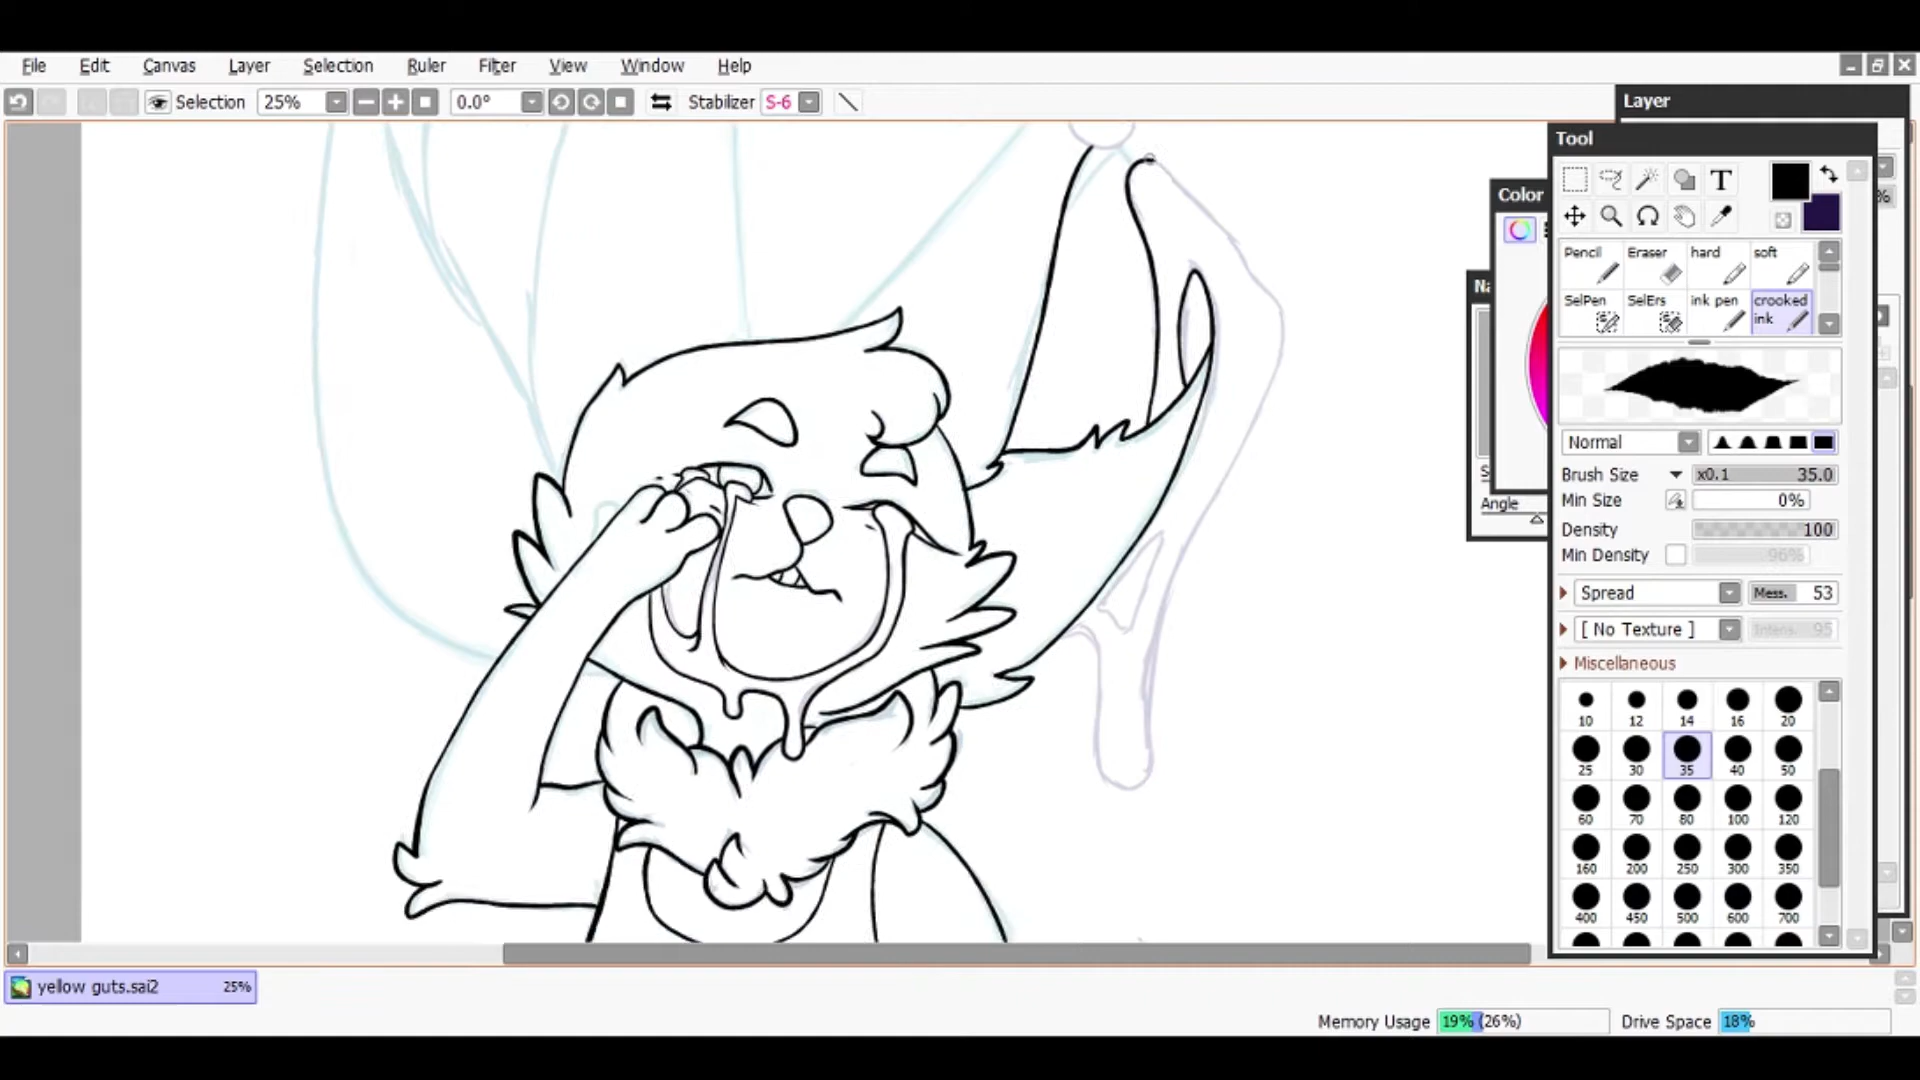 File Edit Canvas Layer Selection Ruler Filter View Window Help
Selection 25% 0.0° Stabilizer S-6
Layer
Tool
Color
Na
T
%
Pencil Eraser hard soft
SelPen SelErs ink pen crooked ink
Normal
Brush Size x0.1 35.0
Min Size 0%
Angle
Density 100
Min Density 96%
Spread Mess. 53
[ No Texture ] Intens. 95
Miscellaneous
10 12 14 16 20
25 30 35 40 50
60 70 80 100 120
160 200 250 300 350
400 450 500 600 700
yellow guts.sai2 25%
Memory Usage 19% (26%) Drive Space 18%